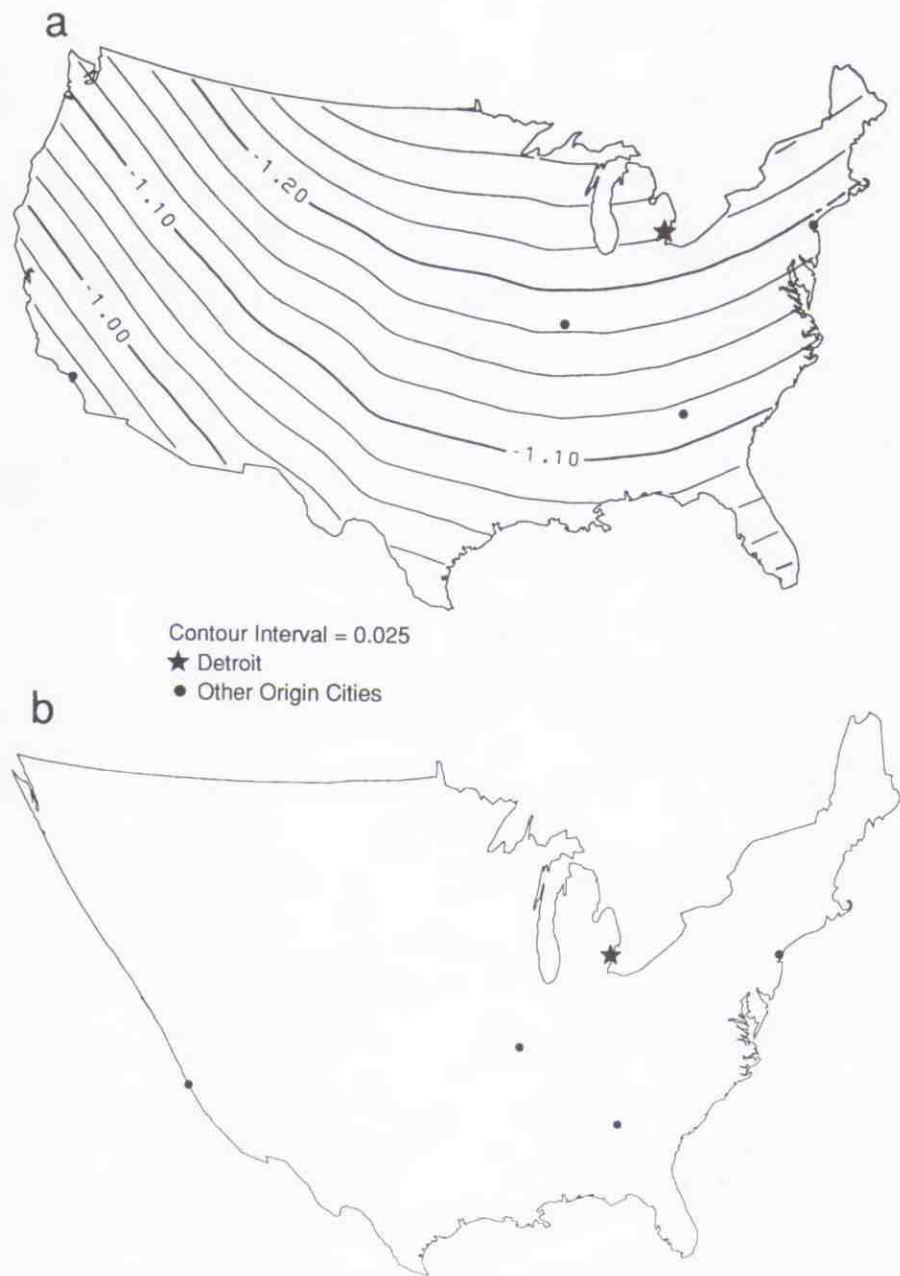 a
-1.20
-1.10
-1.00
-1.10
Contour Interval = 0.025
★ Detroit
● Other Origin Cities
b